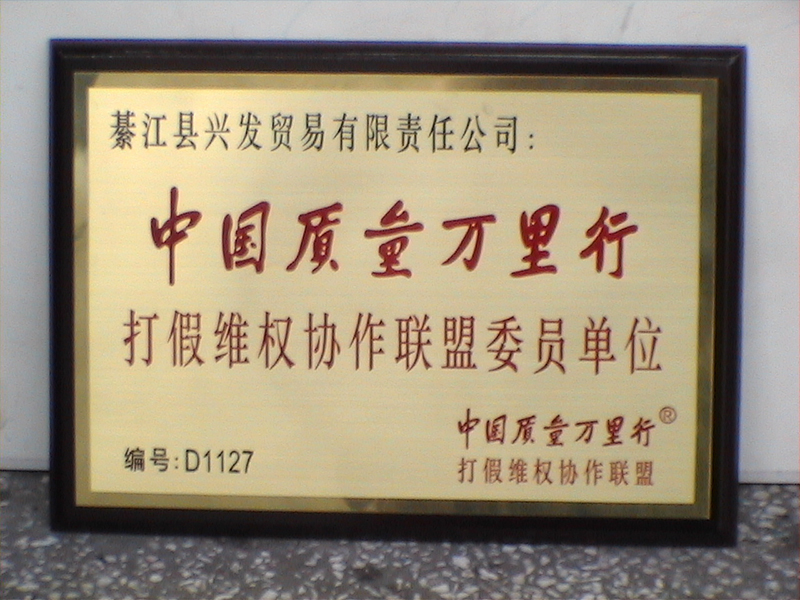 綦江县兴发贸易有限责任公司:
中国质量万里行
打假维权协作联盟委员单位
中国质量万里行®
打假维权协作联盟
编号:D1127